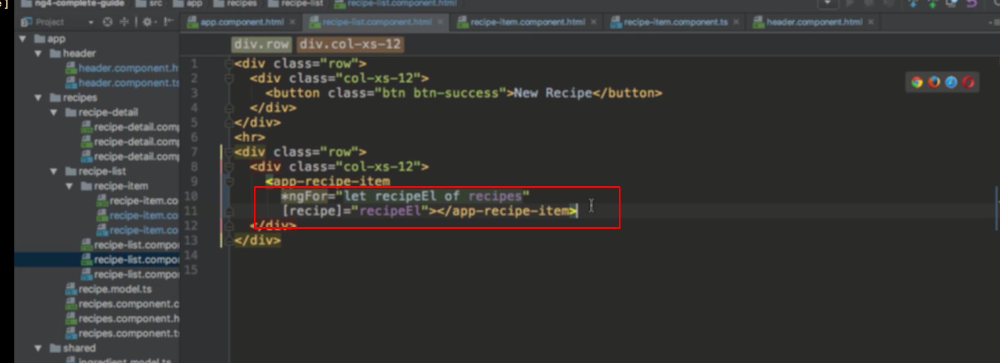 ng4-complete-guide src app recipes recipe-list recipe-list.component.html
Project
app.component.html recipe-list.component.html recipe-item.component.html recipe-item.component.ts header.component.html
app
header
header.component.h
header.component.ts
recipes
recipe-detail
recipe-detail.comp
recipe-detail.comp
recipe-detail.comp
recipe-list
recipe-item
recipe-item.co
recipe-item.co
recipe-item.co
recipe-list.compo
recipe-list.compo
recipe-list.compo
recipe.model.ts
recipes.component.c
recipes.component.h
recipes.component.ts
shared
ingredient.model.ts
div.row div.col-xs-12
1 <div class="row">
2 <div class="col-xs-12">
3 <button class="btn btn-success">New Recipe</button>
4 </div>
5 </div>
6 <hr>
7 <div class="row">
8 <div class="col-xs-12">
9 <app-recipe-item
10 *ngFor="let recipeEl of recipes"
11 [recipe]="recipeEl"></app-recipe-item>
12 </div>
13 </div>
14
15